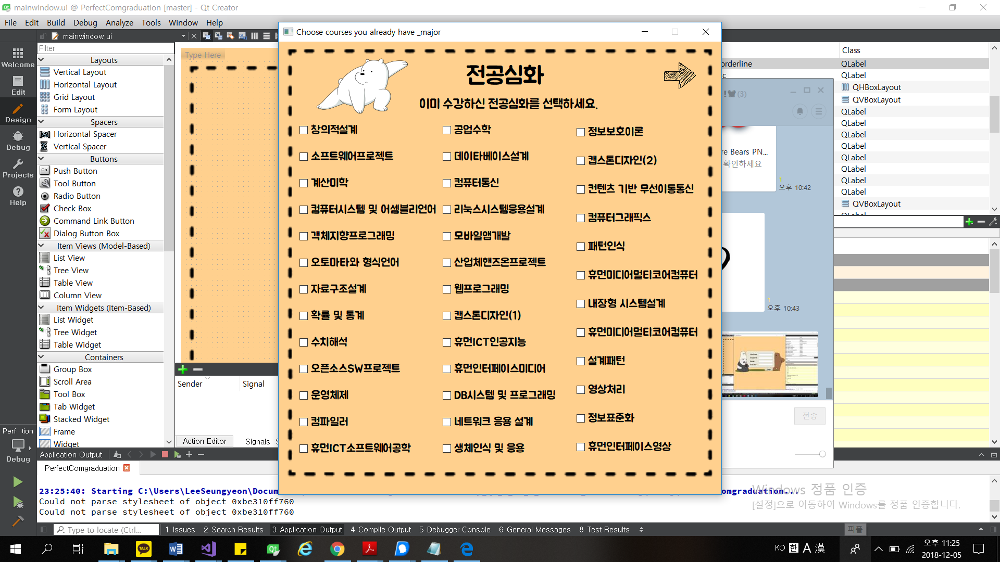 mainwindow.ui @ PerfectComgraduation [master] - Qt Creator
File Edit Build Debug Analyze Tools Window Help
mainwindow.ui
Filter
Welcome
Edit
Design
Debug
Projects
Help
Layouts
Vertical Layout
Horizontal Layout
Grid Layout
Form Layout
Spacers
Horizontal Spacer
Vertical Spacer
Buttons
Push Button
Tool Button
Radio Button
Check Box
Command Link Button
Dialog Button Box
Item Views (Model-Based)
List View
Tree View
Table View
Column View
Item Widgets (Item-Based)
List Widget
Tree Widget
Table Widget
Containers
Group Box
Scroll Area
Tool Box
Tab Widget
Stacked Widget
Frame
Widget
Type Here
Sender Signal
Action Editor Signals
Choose courses you already have _major
전공심화
이미 수강하신 전공심화를 선택하세요.
창의적설계
소프트웨어프로젝트
계산미학
컴퓨터시스템 및 어셈블리언어
객체지향프로그래밍
오토마타와 형식언어
자료구조설계
확률 및 통계
수치해석
오픈소스SW프로젝트
운영체제
컴파일러
휴먼ICT소프트웨어공학
공업수학
데이타베이스설계
컴퓨터통신
리눅스시스템응용설계
모바일앱개발
산업체핸즈온프로젝트
웹프로그래밍
캡스톤디자인(1)
휴먼ICT인공지능
휴먼인터페이스미디어
DB시스템 및 프로그래밍
네트워크 응용 설계
생체인식 및 응용
정보보호이론
캡스톤디자인(2)
컨텐츠 기반 무선이동통신
컴퓨터그래픽스
패턴인식
휴먼미디어멀티코어컴퓨터
내장형 시스템설계
휴먼미디어멀티코어컴퓨터
설계패턴
영상처리
정보표준화
휴먼인터페이스영상
Class
orderline QLabel
c QLabel
QHBoxLayout
QVBoxLayout
QLabel
QLabel
QLabel
QLabel
QLabel
QLabel
QLabel
QLabel
QVBoxLayout
(3)
re Bears PN...
확인하세요
1
오후 10:42
1
오후 10:43
전송
Perf···tion
Debug
Application Output
PerfectComgraduation
23:25:40: Starting C:\Users\LeeSeungyeon\Docum
omgraduation...
Could not parse stylesheet of object 0xbe310ff760
Could not parse stylesheet of object 0xbe310ff760
Windows 정품 인증
[설정]으로 이동하여 Windows를 정품 인증합니다.
Type to locate (Ctrl... 1 Issues 2 Search Results 3 Application Output 4 Compile Output 5 Debugger Console 6 General Messages 8 Test Results
피플
TALK
KO 한 A 漢
오후 11:25
2018-12-05